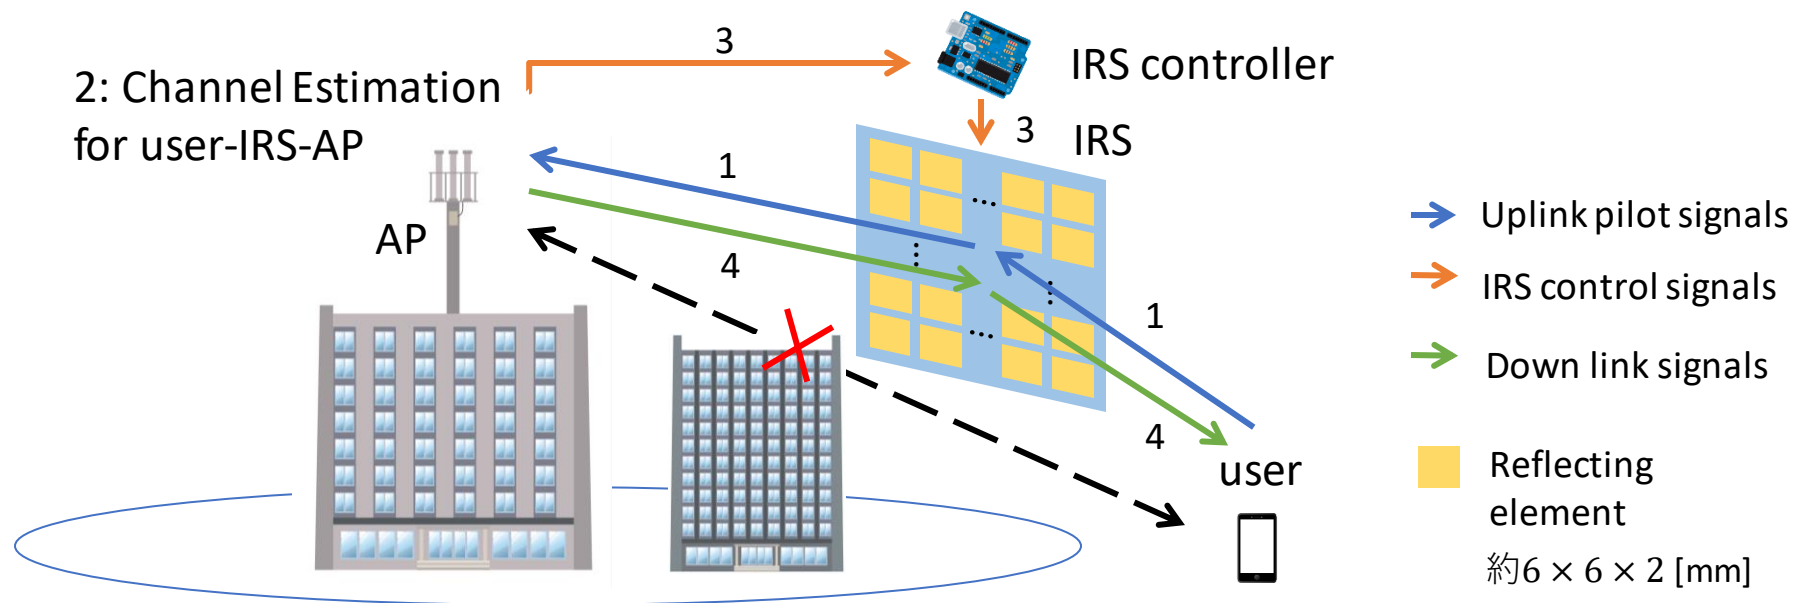 3
IRS controller
2: Channel Estimation
for user-IRS-AP
3
IRS
1
AP
4
1
4
user
Uplink pilot signals
IRS control signals
Down link signals
Reflecting
element
約6 × 6 × 2 [mm]